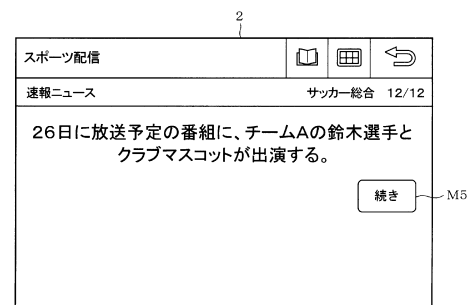 2
スポーツ配信
速報ニュース サッカー総合 12/12
26日に放送予定の番組に、チームAの鈴木選手と
クラブマスコットが出演する。
続き
M5